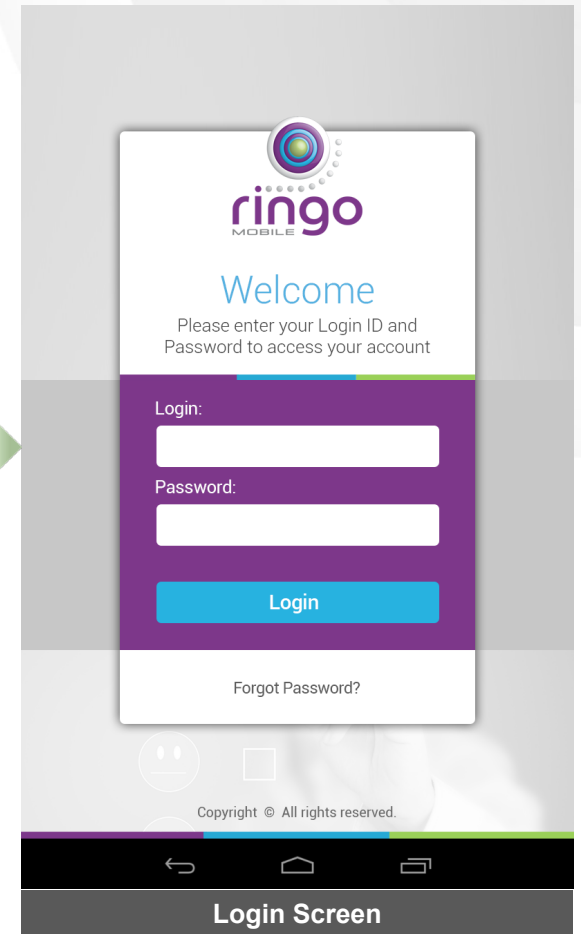 ringo
MOBILE
Welcome
Please enter your Login ID and
Password to access your account
Login:
Password:
Login
Forgot Password?
Copyright © All rights reserved.
Login Screen